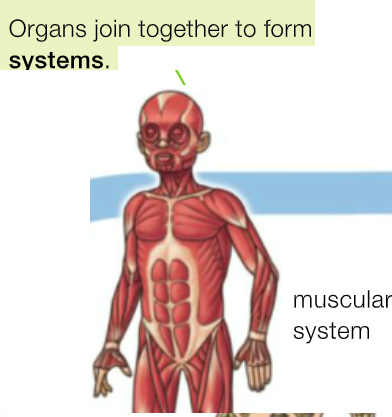 Organs join together to form
systems.
muscular
system